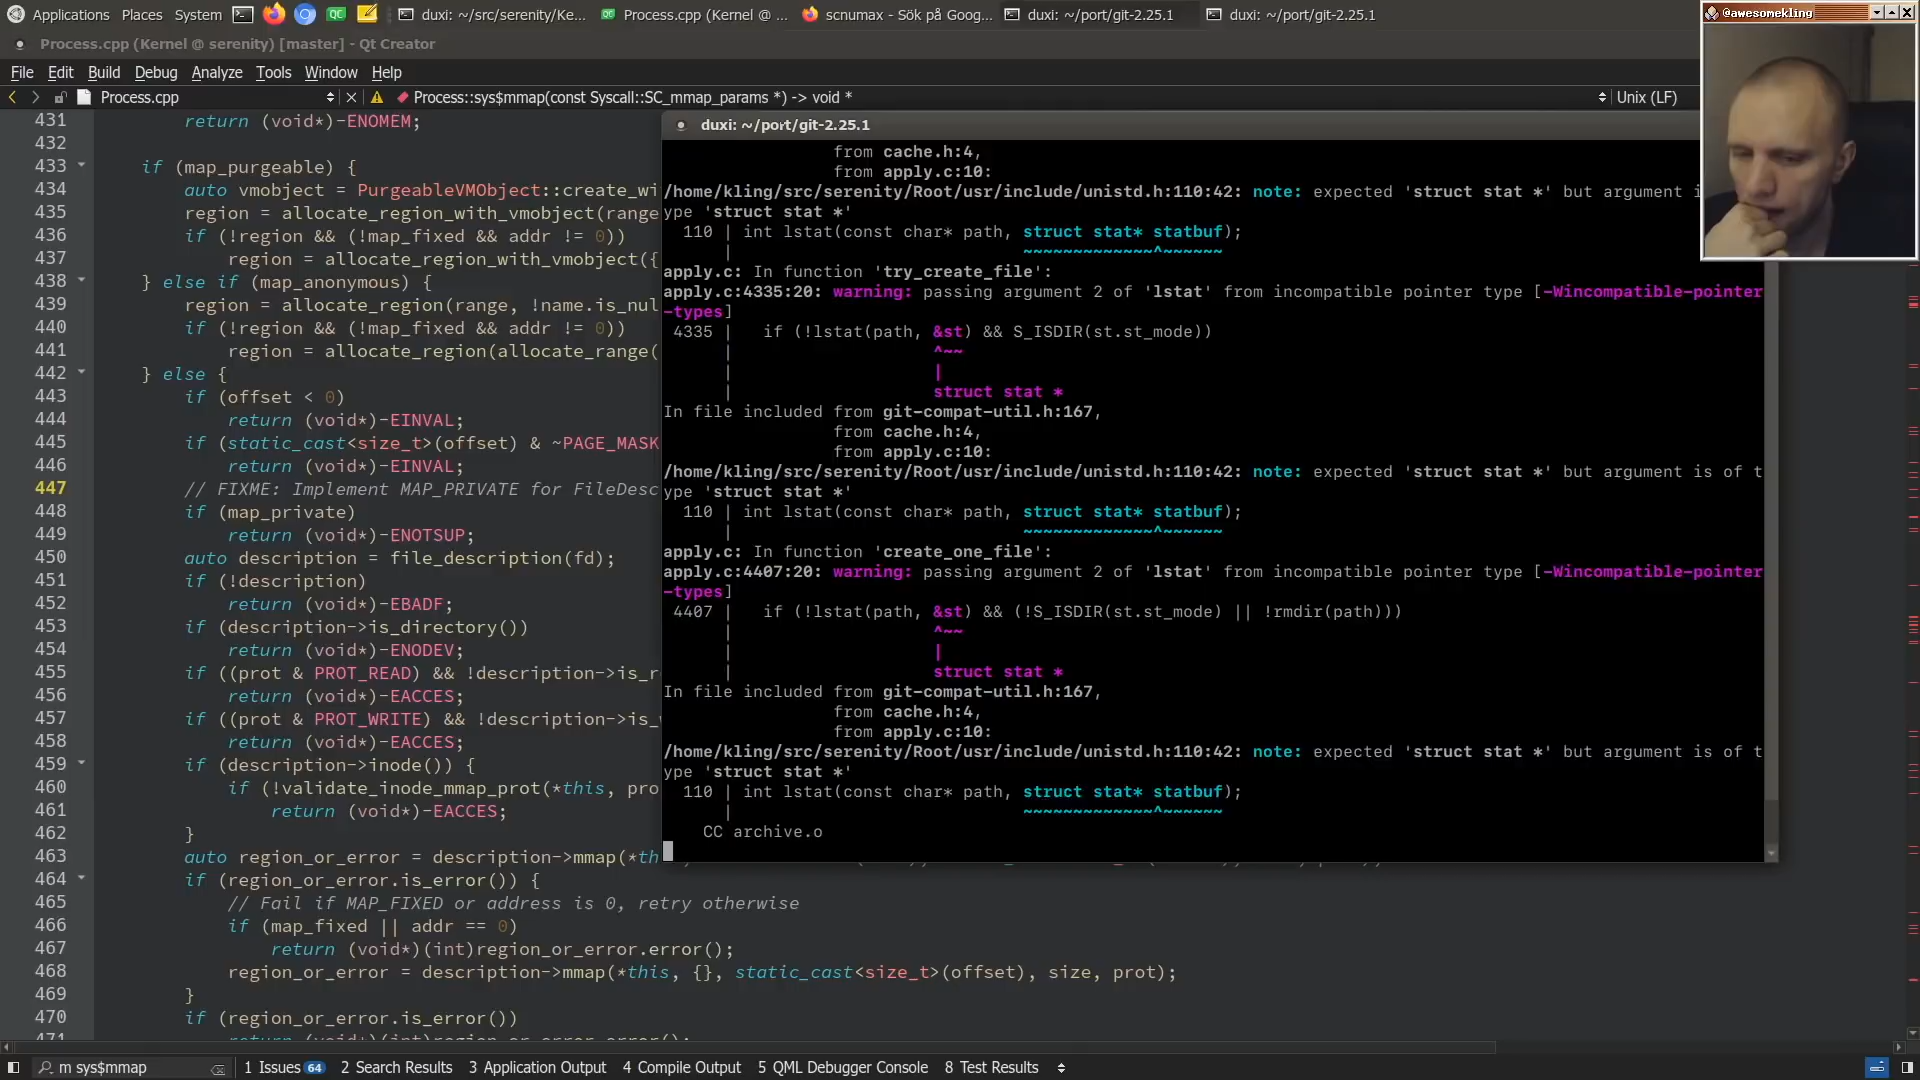 Applications Places System duxi: ~/src/serenity/Ke... Process.cpp (Kernel @ ... scnumax - Sök på Goog... duxi: ~/port/git-2.25.1 duxi: ~/port/git-2.25.1
@awesomekling
Process.cpp (Kernel @ serenity) [master] - Qt Creator
File Edit Build Debug Analyze Tools Window Help
Process.cpp Process::sys$mmap(const Syscall::SC_mmap_params *) -> void * Unix (LF)
431 return (void*)-ENOMEM;
432
433 if (map_purgeable) {
434 auto vmobject = PurgeableVMObject::create_wi
435 region = allocate_region_with_vmobject(range
436 if (!region && (!map_fixed && addr != 0))
437 region = allocate_region_with_vmobject({
438 } else if (map_anonymous) {
439 region = allocate_region(range, !name.is_nul
440 if (!region && (!map_fixed && addr != 0))
441 region = allocate_region(allocate_range(
442 } else {
443 if (offset < 0)
444 return (void*)-EINVAL;
445 if (static_cast<size_t>(offset) & ~PAGE_MASK
446 return (void*)-EINVAL;
447 // FIXME: Implement MAP_PRIVATE for FileDesc
448 if (map_private)
449 return (void*)-ENOTSUP;
450 auto description = file_description(fd);
451 if (!description)
452 return (void*)-EBADF;
453 if (description->is_directory())
454 return (void*)-ENODEV;
455 if ((prot & PROT_READ) && !description->is_r
456 return (void*)-EACCES;
457 if ((prot & PROT_WRITE) && !description->is_
458 return (void*)-EACCES;
459 if (description->inode()) {
460 if (!validate_inode_mmap_prot(*this, pro
461 return (void*)-EACCES;
462 }
463 auto region_or_error = description->mmap(*th
464 if (region_or_error.is_error()) {
465 // Fail if MAP_FIXED or address is 0, retry otherwise
466 if (map_fixed || addr == 0)
467 return (void*)(int)region_or_error.error();
468 region_or_error = description->mmap(*this, {}, static_cast<size_t>(offset), size, prot);
469 }
470 if (region_or_error.is_error())
duxi: ~/port/git-2.25.1
from cache.h:4,
from apply.c:10:
/home/kling/src/serenity/Root/usr/include/unistd.h:110:42: note: expected 'struct stat *' but argument i
ype 'struct stat *'
110 | int lstat(const char* path, struct stat* statbuf);
| ~~~~~~~~~~~~~^~~~~~~
apply.c: In function 'try_create_file':
apply.c:4335:20: warning: passing argument 2 of 'lstat' from incompatible pointer type [-Wincompatible-pointer
-types]
4335 | if (!lstat(path, &st) && S_ISDIR(st.st_mode))
| ^~~
| |
| struct stat *
In file included from git-compat-util.h:167,
from cache.h:4,
from apply.c:10:
/home/kling/src/serenity/Root/usr/include/unistd.h:110:42: note: expected 'struct stat *' but argument is of t
ype 'struct stat *'
110 | int lstat(const char* path, struct stat* statbuf);
| ~~~~~~~~~~~~~^~~~~~~
apply.c: In function 'create_one_file':
apply.c:4407:20: warning: passing argument 2 of 'lstat' from incompatible pointer type [-Wincompatible-pointer
-types]
4407 | if (!lstat(path, &st) && (!S_ISDIR(st.st_mode) || !rmdir(path)))
| ^~~
| |
| struct stat *
In file included from git-compat-util.h:167,
from cache.h:4,
from apply.c:10:
/home/kling/src/serenity/Root/usr/include/unistd.h:110:42: note: expected 'struct stat *' but argument is of t
ype 'struct stat *'
110 | int lstat(const char* path, struct stat* statbuf);
| ~~~~~~~~~~~~~^~~~~~~
CC archive.o
m sys$mmap 1 Issues 64 2 Search Results 3 Application Output 4 Compile Output 5 QML Debugger Console 8 Test Results